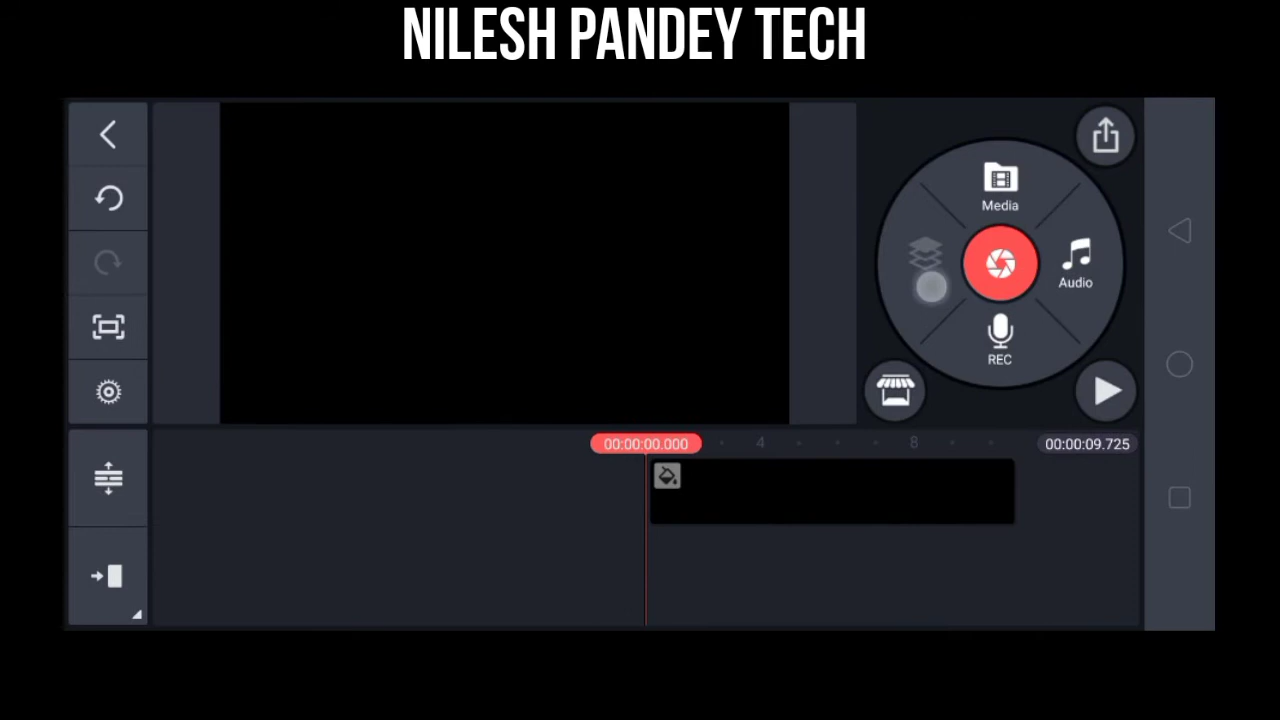 NILESH PANDEY TECH
Media
Audio
REC
00:00:00.000
4
8
00:00:09.725